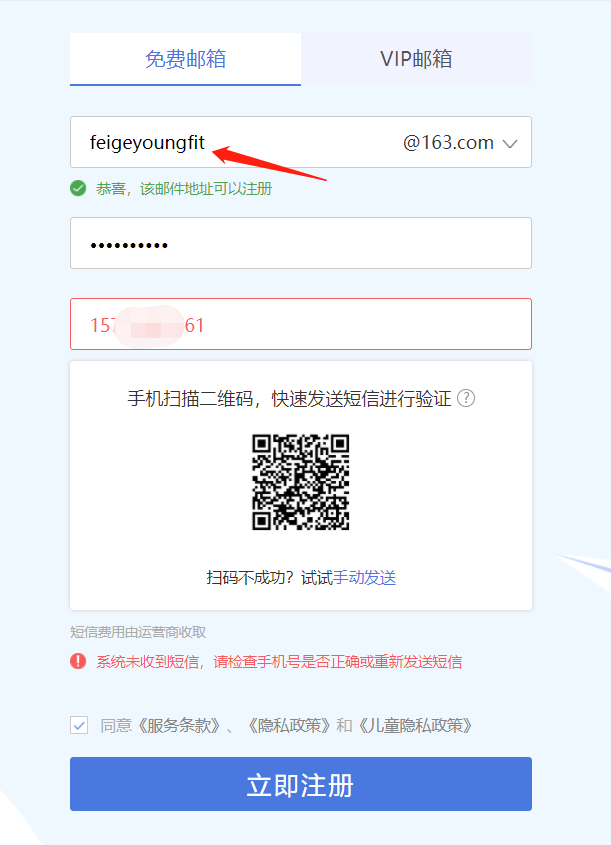 免费邮箱 VIP邮箱
feigeyoungfit @163.com
恭喜，该邮件地址可以注册
••••••••••
157 61
手机扫描二维码，快速发送短信进行验证 ?
扫码不成功？试试手动发送
短信费用由运营商收取
系统未收到短信，请检查手机号是否正确或重新发送短信
同意《服务条款》、《隐私政策》和《儿童隐私政策》
立即注册